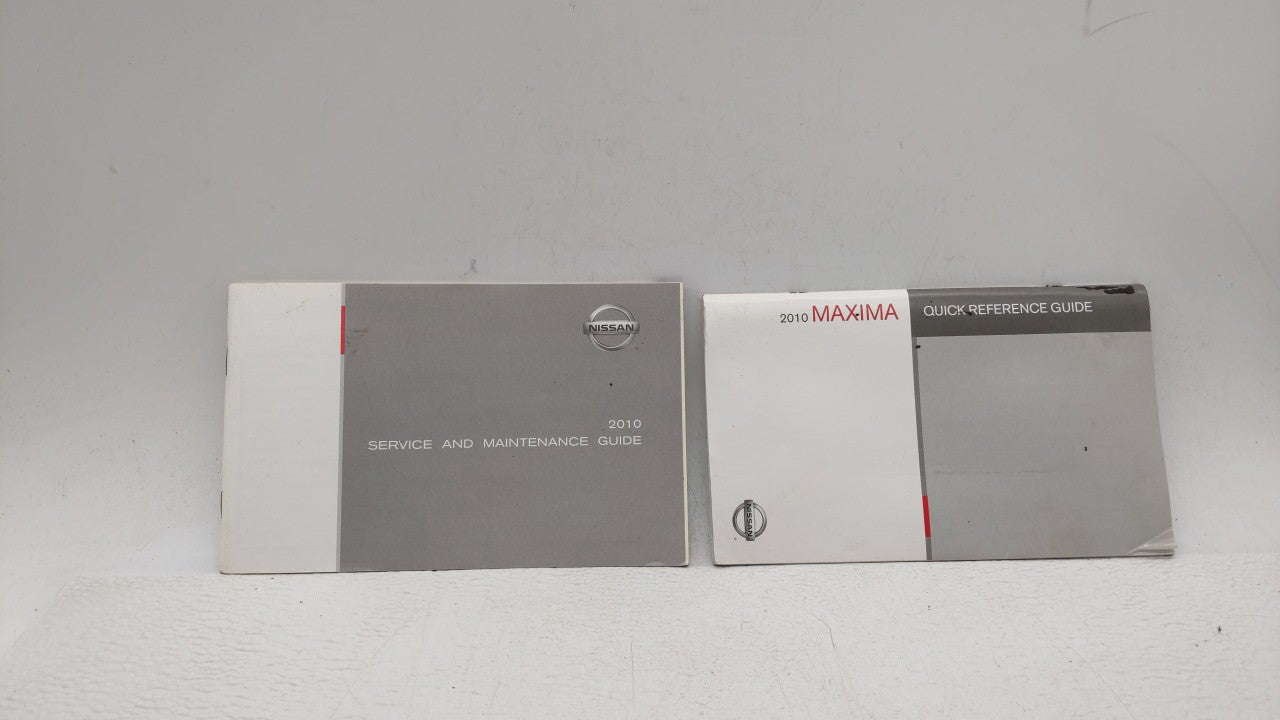 NISSAN
2010
SERVICE AND MAINTENANCE GUIDE
2010 MAXIMA
QUICK REFERENCE GUIDE
NISSAN